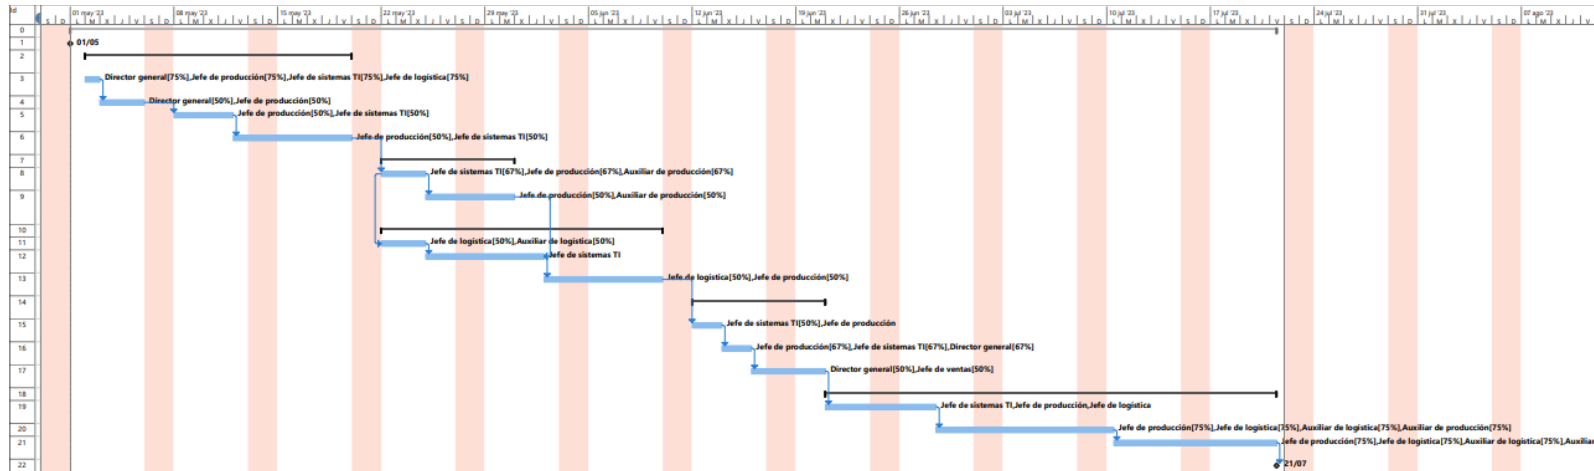 Id
01 may '23 08 may '23 15 may '23 22 may '23 29 may '23 05 jun '23 12 jun '23 19 jun '23 26 jun '23 03 jul '23 10 jul '23 17 jul '23 24 jul '23 31 jul '23 07 ago '23
S D L M X J V S D L M X J V S D L M X J V S D L M X J V S D L M X J V S D L M X J V S D L M X J V S D L M X J V S D L M X J V S D L M X J V S D L M X J V S D L M X J V S D L M X J V S D L M X J V S D L M X J V
0
1 01/05
2
3 Director general[75%],Jefe de producción[75%],Jefe de sistemas TI[75%],Jefe de logística[75%]
4 Director general[50%],Jefe de producción[50%]
5 Jefe de producción[50%],Jefe de sistemas TI[50%]
6 Jefe de producción[50%],Jefe de sistemas TI[50%]
7
8 Jefe de sistemas TI[67%],Jefe de producción[67%],Auxiliar de producción[67%]
9 Jefe de producción[50%],Auxiliar de producción[50%]
10
11 Jefe de logística[50%],Auxiliar de logística[50%]
12 Jefe de sistemas TI
13 Jefe de logística[50%],Jefe de producción[50%]
14
15 Jefe de sistemas TI[50%],Jefe de producción
16 Jefe de producción[67%],Jefe de sistemas TI[67%],Director general[67%]
17 Director general[50%],Jefe de ventas[50%]
18
19 Jefe de sistemas TI,Jefe de producción,Jefe de logística
20 Jefe de producción[75%],Jefe de logística[75%],Auxiliar de logística[75%],Auxiliar de producción[75%]
21 Jefe de producción[75%],Jefe de logística[75%],Auxiliar de logística[75%],Auxiliar
22 21/07